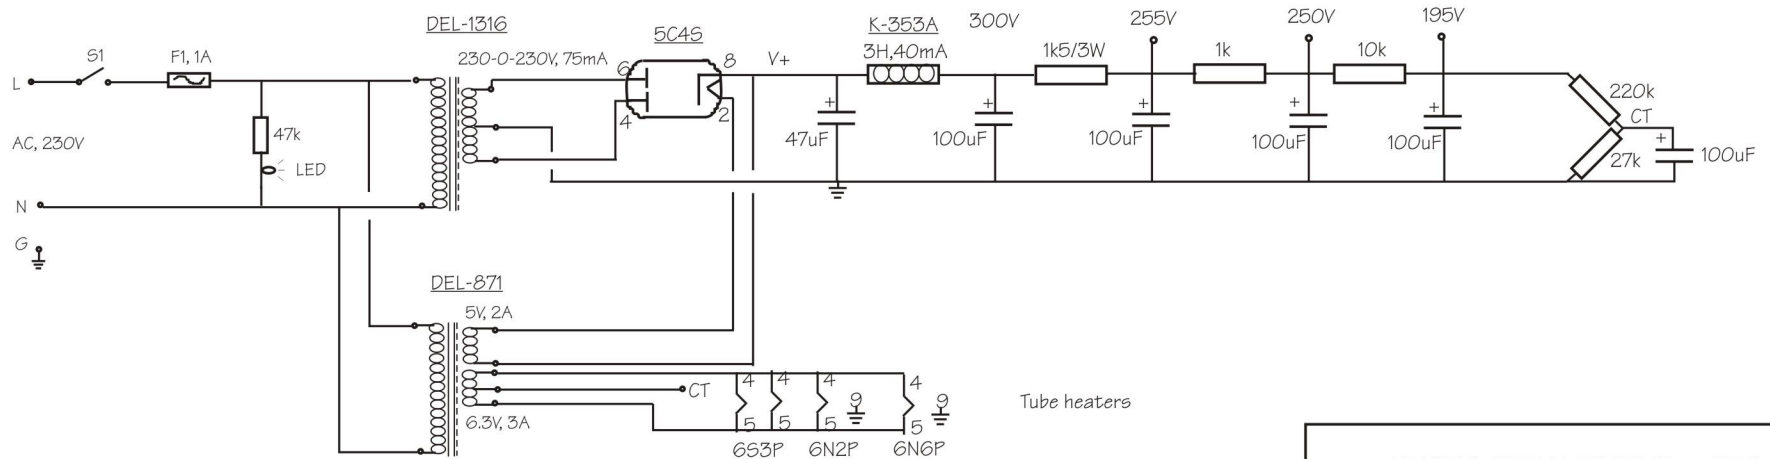 DEL-1316
230-0-230V, 75mA
5C4S
6
8
4
2
V+
K-353A
3H,40mA
300V
255V
250V
195V
S1
F1, 1A
L
AC, 230V
N
G
47k
LED
47uF
+
100uF
+
1k5/3W
100uF
+
1k
100uF
+
10k
100uF
+
220k
CT
27k
+
100uF
DEL-871
5V, 2A
6.3V, 3A
CT
4
4
4
4
9
9
5
5
5
5
6S3P
6N2P
6N6P
Tube heaters